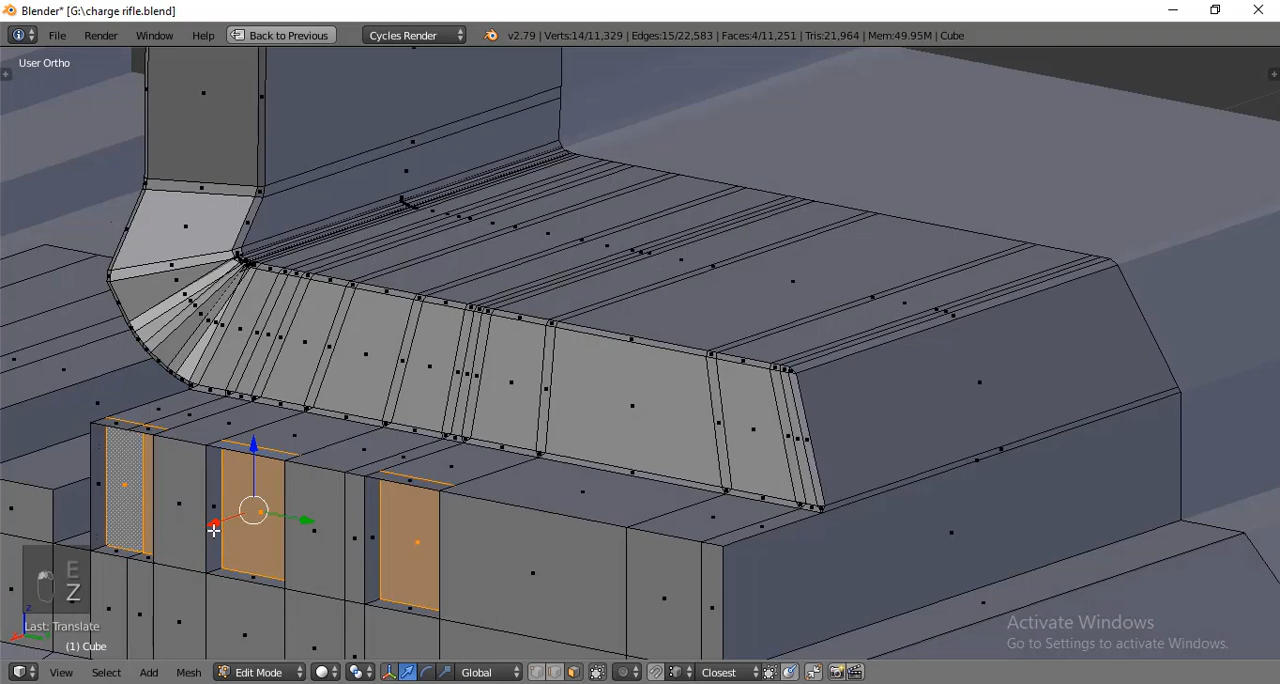 Blender* [G:\charge rifle.blend]
File Render Window Help Back to Previous Cycles Render v2.79 | Verts:14/11,329 | Edges:15/22,583 | Faces:4/11,251 | Tris:21,964 | Mem:49.95M | Cube
User Ortho
E
Z
Last: Translate
(1) Cube
Activate Windows
Go to Settings to activate Windows.
View Select Add Mesh Edit Mode Global Closest